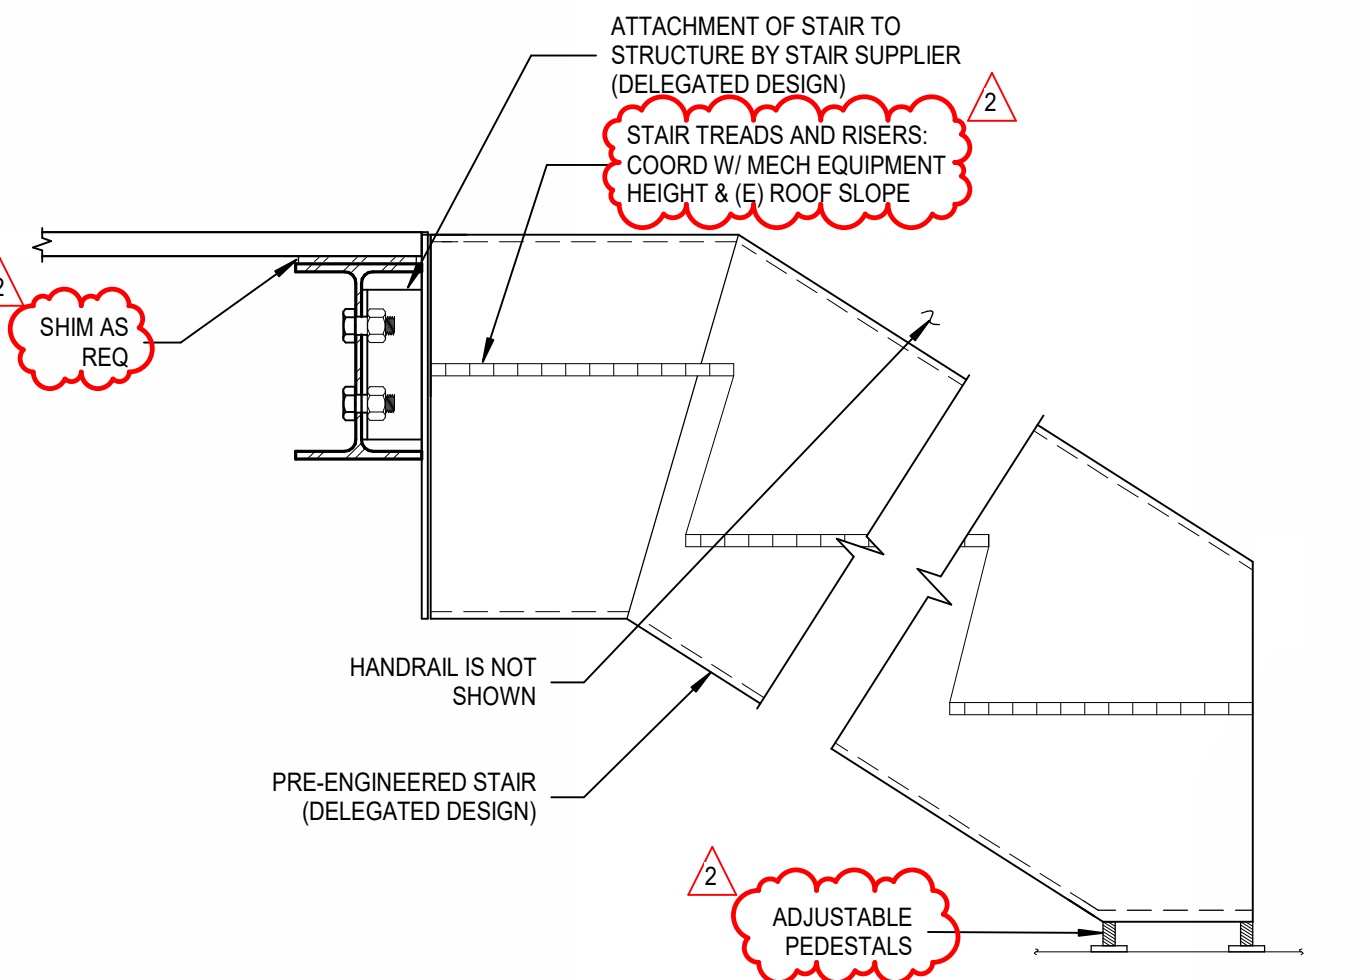 ATTACHMENT OF STAIR TO
STRUCTURE BY STAIR SUPPLIER
(DELEGATED DESIGN)
2
STAIR TREADS AND RISERS:
COORD W/ MECH EQUIPMENT
HEIGHT & (E) ROOF SLOPE
2
SHIM AS
REQ
HANDRAIL IS NOT
SHOWN
PRE-ENGINEERED STAIR
(DELEGATED DESIGN)
2
ADJUSTABLE
PEDESTALS